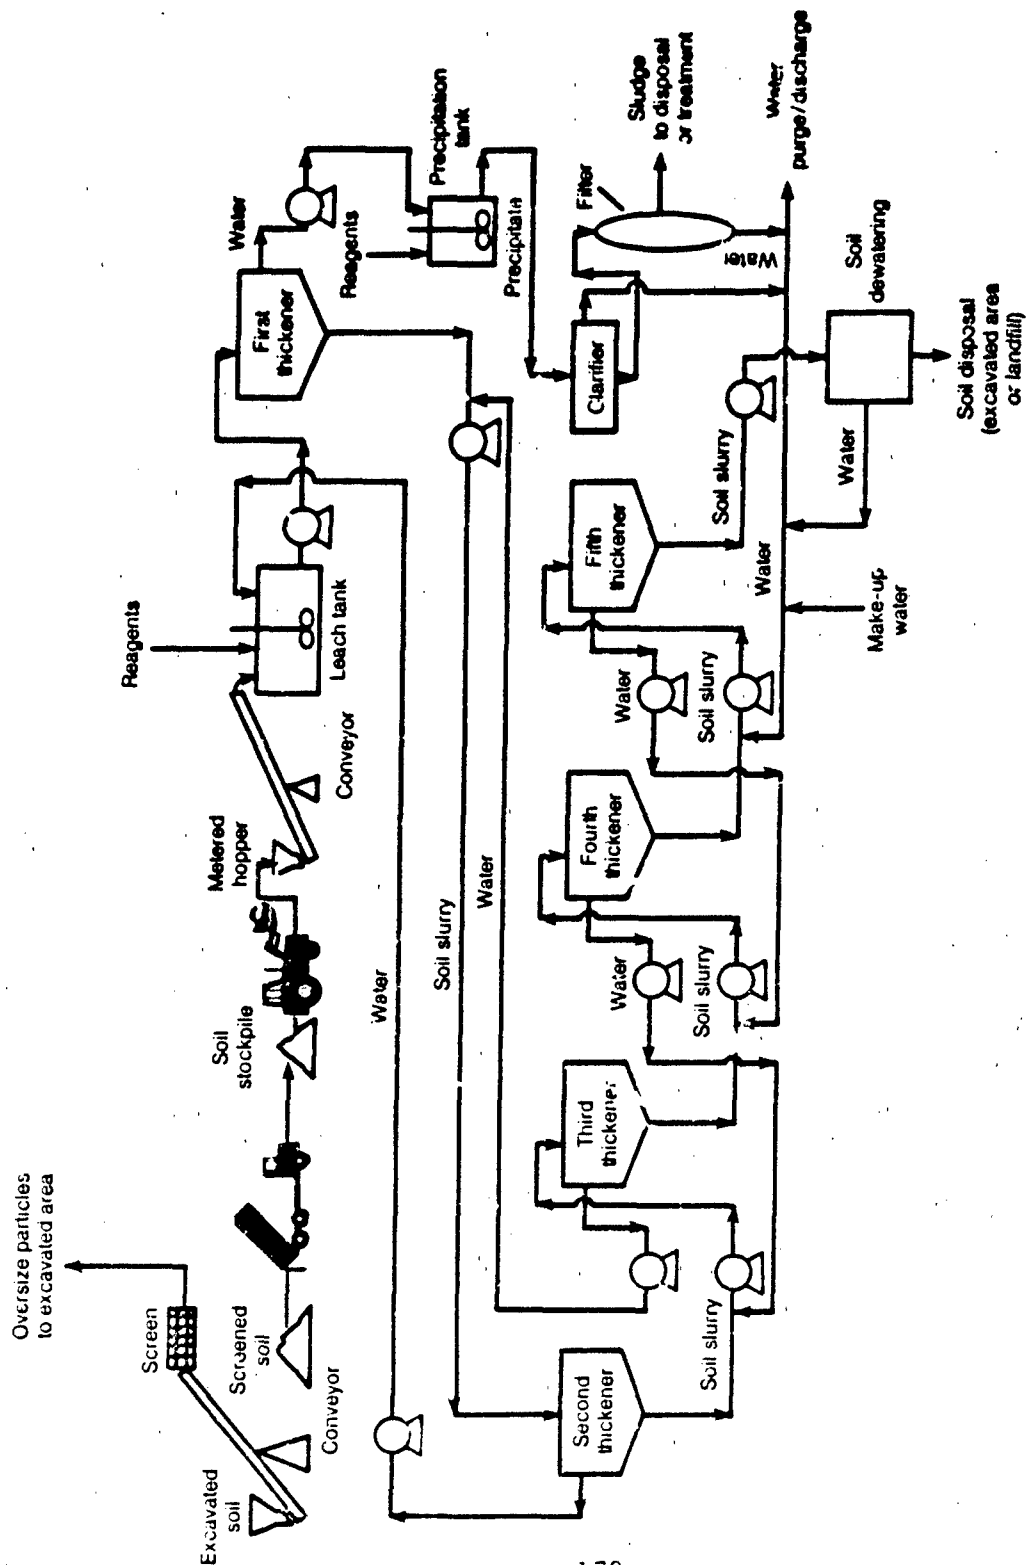 Oversize particles
to excavated area
Screen
Excavated
soil
Conveyor
Screened
soil
Soil
stockpile
Metered
hopper
Conveyor
Reagents
Leach tank
First
thickener
Water
Reagents
Precipitation
tank
Precipitate
Water
Soil slurry
Water
Second
thickener
Soil slurry
Third
thickener
Water
Soil slurry
Fourth
thickener
Water
Soil slurry
Fifth
thickener
Soil slurry
Water
Make-up
water
Water
Clarifier
Filter
Water
Sludge
to disposal
or treatment
Water
purge/discharge
Soil
dewatering
Soil disposal
(excavated area
or landfill)